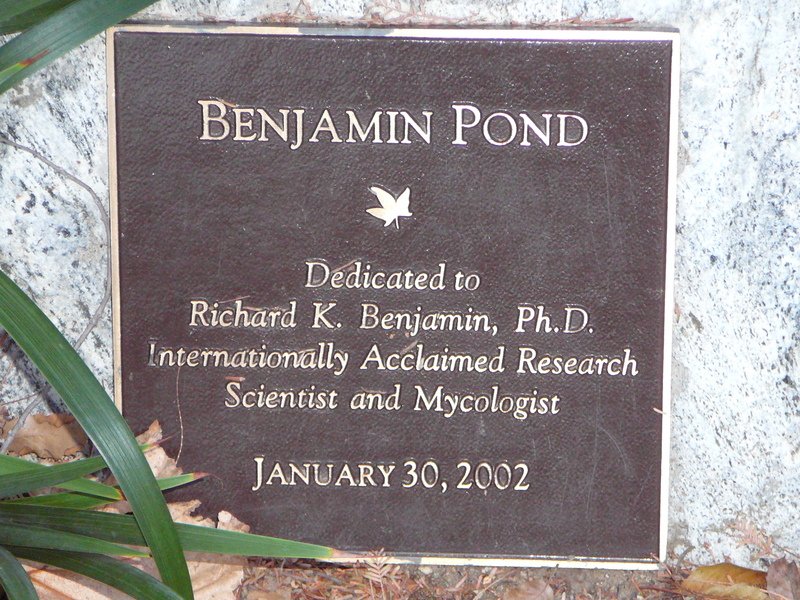 BENJAMIN POND
Dedicated to
Richard K. Benjamin, Ph.D.
Internationally Acclaimed Research
Scientist and Mycologist
JANUARY 30, 2002